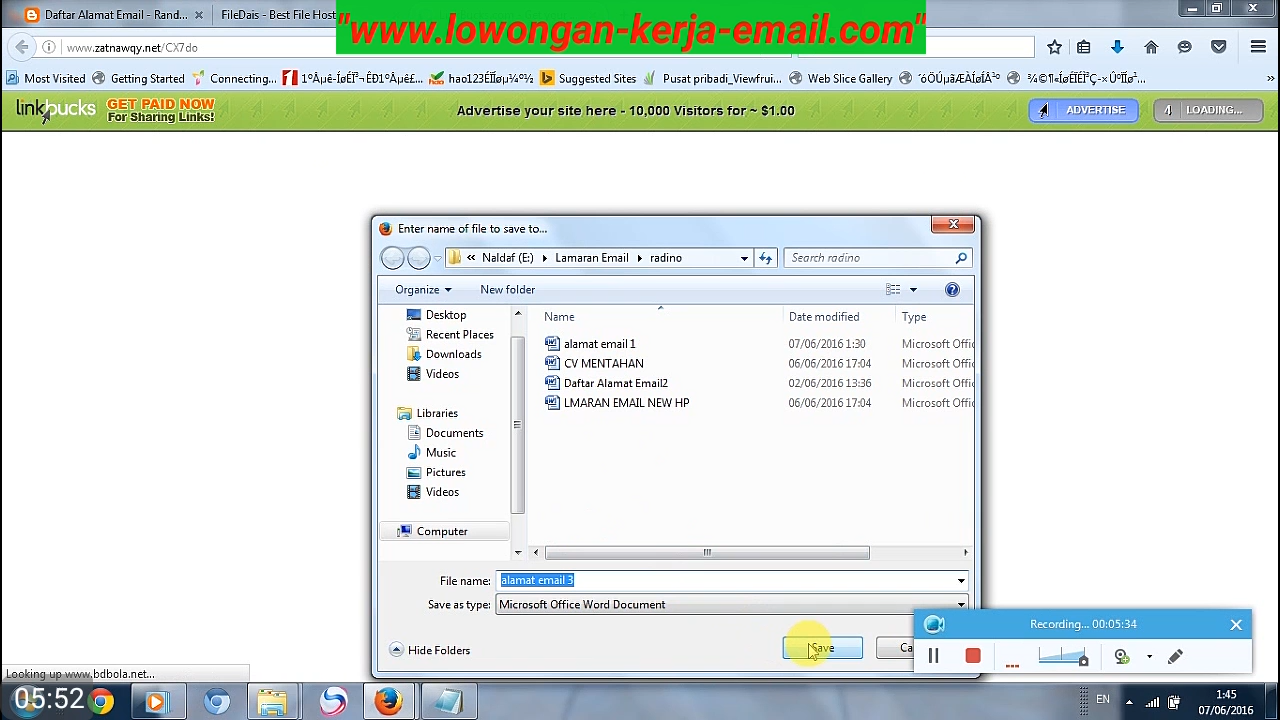 Daftar Alamat Email - Rand...
FileDais - Best File Host
"www.lowongan-kerja-email.com"
www.zatnawqy.net/CX7do
Most Visited
Getting Started
Connecting...
Suggested Sites
Pusat pribadi_Viewfrui...
Web Slice Gallery
linkbucks
GET PAID NOW
For Sharing Links!
Advertise your site here - 10,000 Visitors for ~ $1.00
ADVERTISE
4 LOADING...
Enter name of file to save to...
« Naldaf (E:) Lamaran Email radino
Search radino
Organize
New folder
Name Date modified Type
Desktop
Recent Places
Downloads
Videos
Libraries
Documents
Music
Pictures
Videos
Computer
alamat email 1 07/06/2016 1:30 Microsoft Offic
CV MENTAHAN 06/06/2016 17:04 Microsoft Offic
Daftar Alamat Email2 02/06/2016 13:36 Microsoft Offic
LMARAN EMAIL NEW HP 06/06/2016 17:04 Microsoft Offic
File name: alamat email 3
Save as type: Microsoft Office Word Document
Hide Folders
Save
Ca
Recording... 00:05:34
Looking up www.bdbola.net...
05:52
EN
1:45
07/06/2016